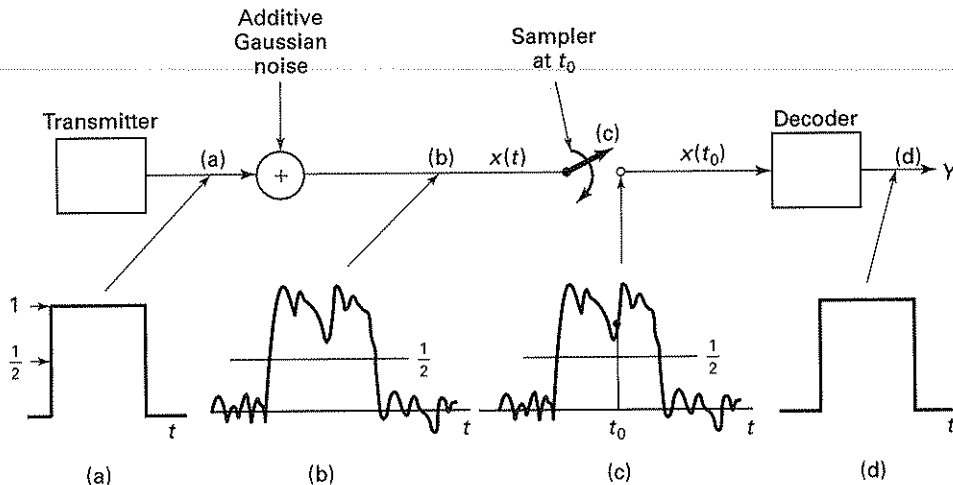 Additive
Gaussian
noise
Sampler
at t₀
Transmitter
Decoder
(a)
+
(b)
x(t)
(c)
x(t₀)
(d)
Y
1
1/2
t
1/2
t
1/2
t₀
t
t
(a)
(b)
(c)
(d)